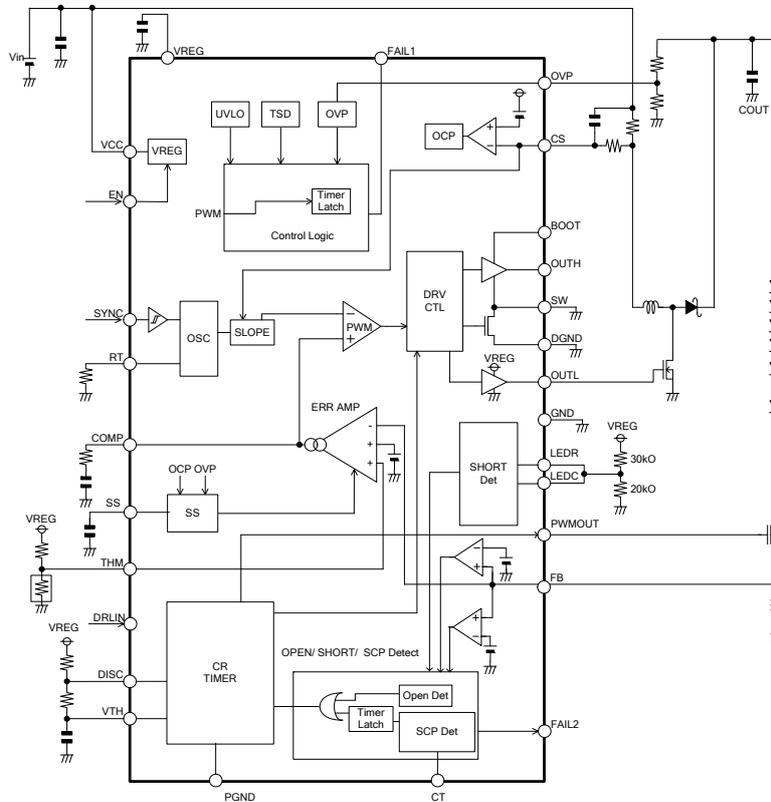 VREG
FAIL1
Vin
OVP
UVLO
TSD
OVP
COUT
OCP
+
−
CS
VCC
VREG
EN
PWM
Timer
Latch
Control Logic
BOOT
DRV
CTL
OUTH
SYNC
OSC
SLOPE
−
PWM
+
SW
DGND
RT
VREG
OUTL
ERR AMP
GND
COMP
-
+
+
SHORT
Det
VREG
LEDR
30kO
LEDC
20kO
OCP OVP
SS
SS
VREG
PWMOUT
THM
−
+
FB
DRLIN
VREG
+
−
OPEN/ SHORT/ SCP Detect
DISC
CR
TIMER
Open Det
Timer
Latch
SCP Det
VTH
FAIL2
PGND
CT